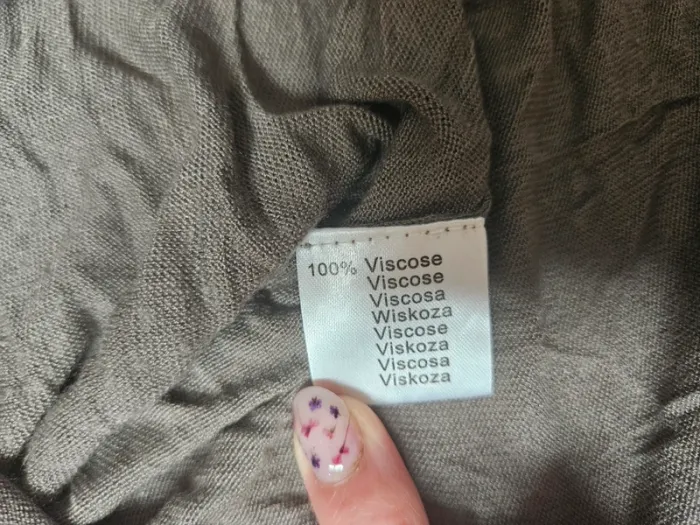 100% Viscose
Viscose
Viscosa
Wiskoza
Viscose
Viskoza
Viscosa
Viskoza